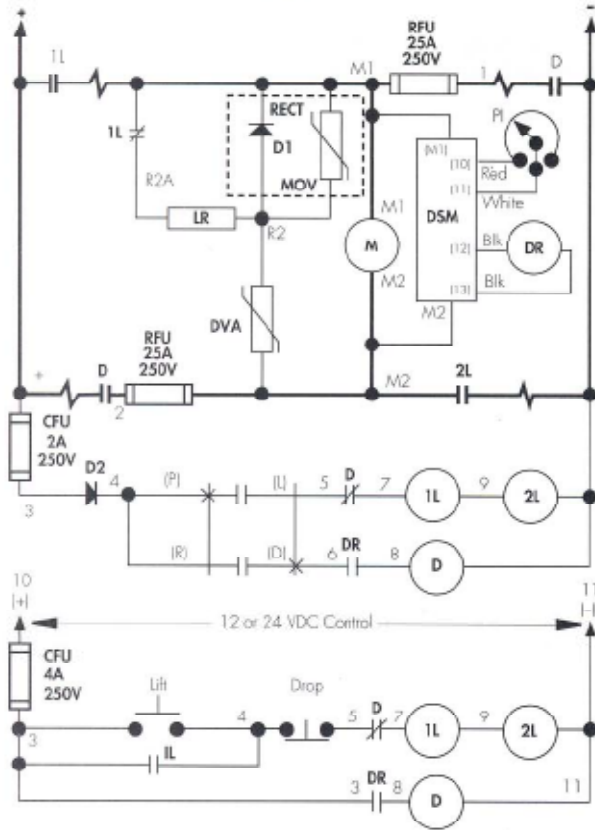 +
-
1L
M1
RFU
25A
250V
1
D
RECT
D1
MOV
1L
R2A
LR
R2
PI
(M1)
(10)
Red
(11)
White
DSM
M1
M
M2
(12)
Blk
DR
(13)
Blk
M2
DVA
RFU
25A
250V
+
D
2
M2
2L
CFU
2A
250V
D2
3
4
(P)
(L)
5
D
7
1L
9
2L
(R)
(D)
6
DR
8
D
10
(+)
12 or 24 VDC Control
11
(-)
CFU
4A
250V
Lift
Drop
3
4
5
D
7
1L
9
2L
IL
3
DR
8
D
11